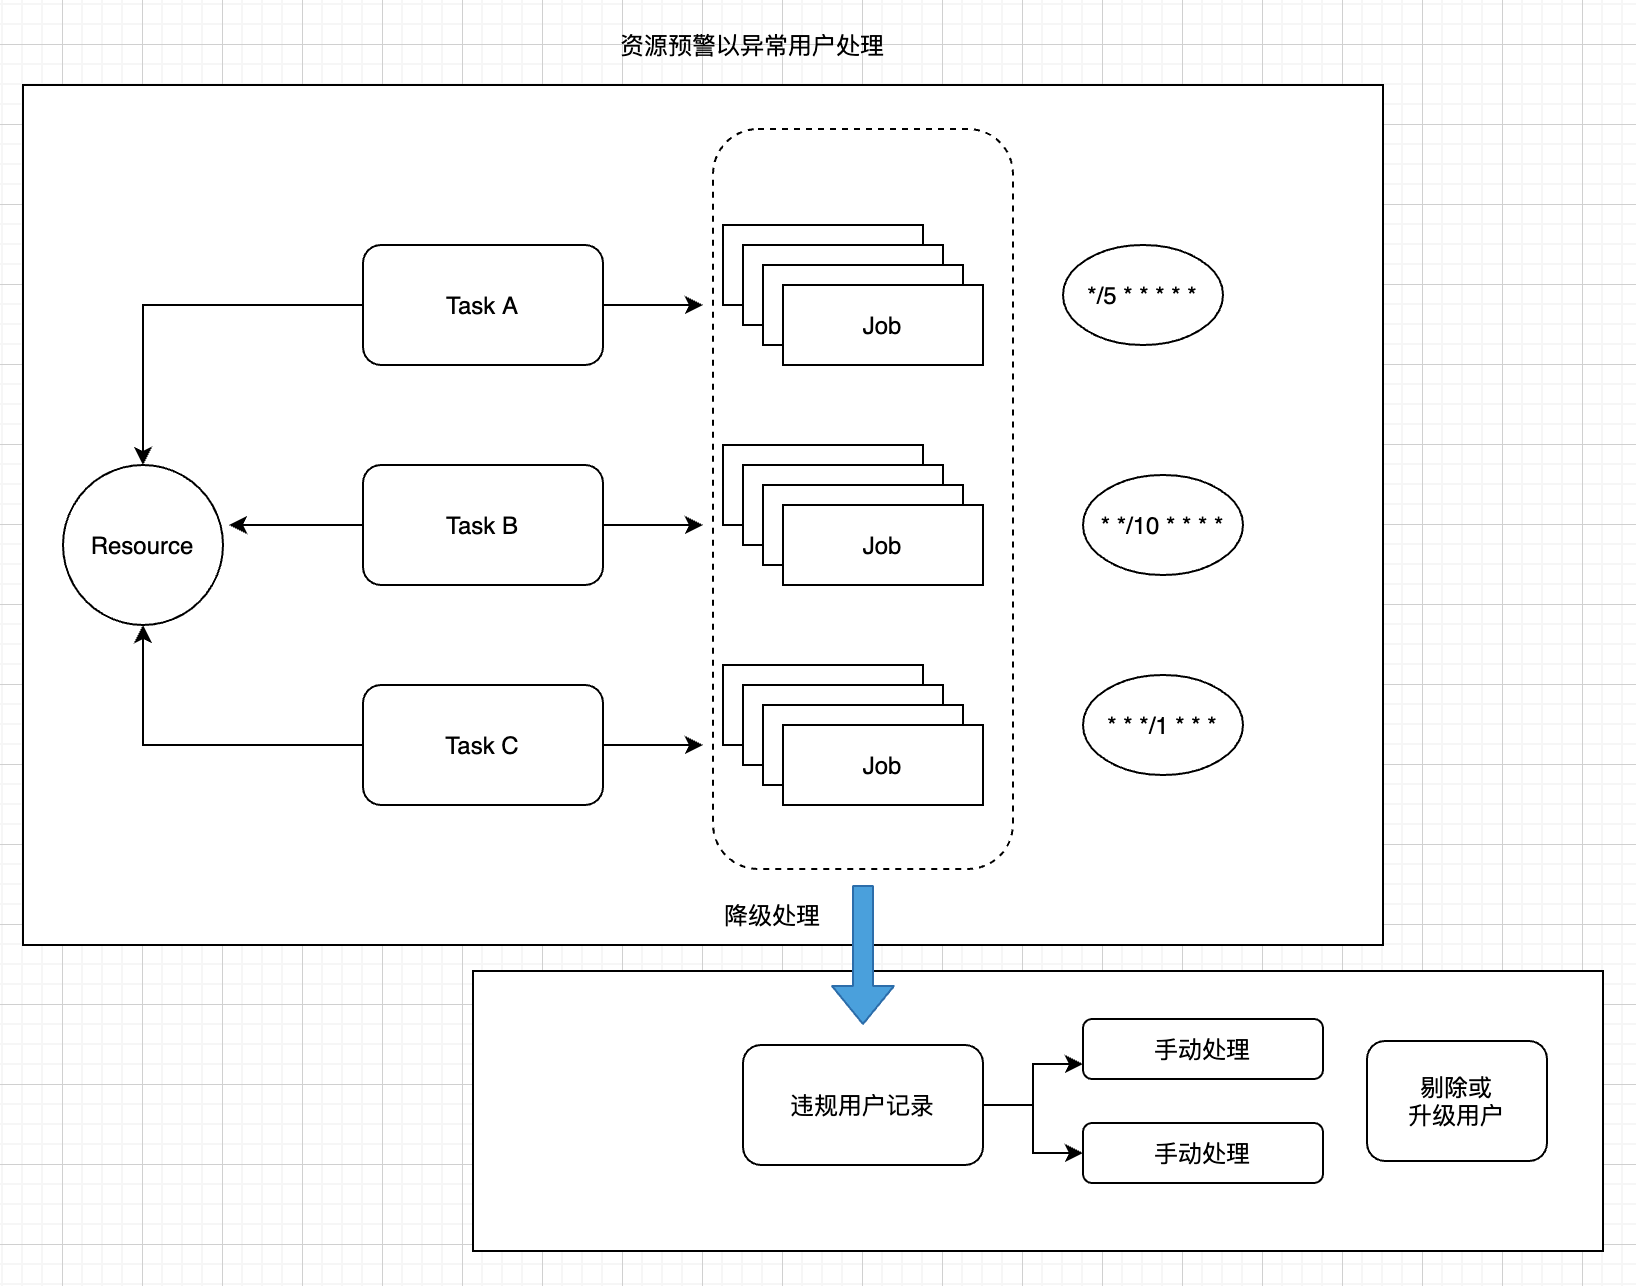 资源预警以异常用户处理
Task A
Job
*/5 * * * * *
Resource
Task B
Job
* */10 * * * *
Task C
Job
* * */1 * * *
降级处理
违规用户记录
手动处理
手动处理
剔除或
升级用户